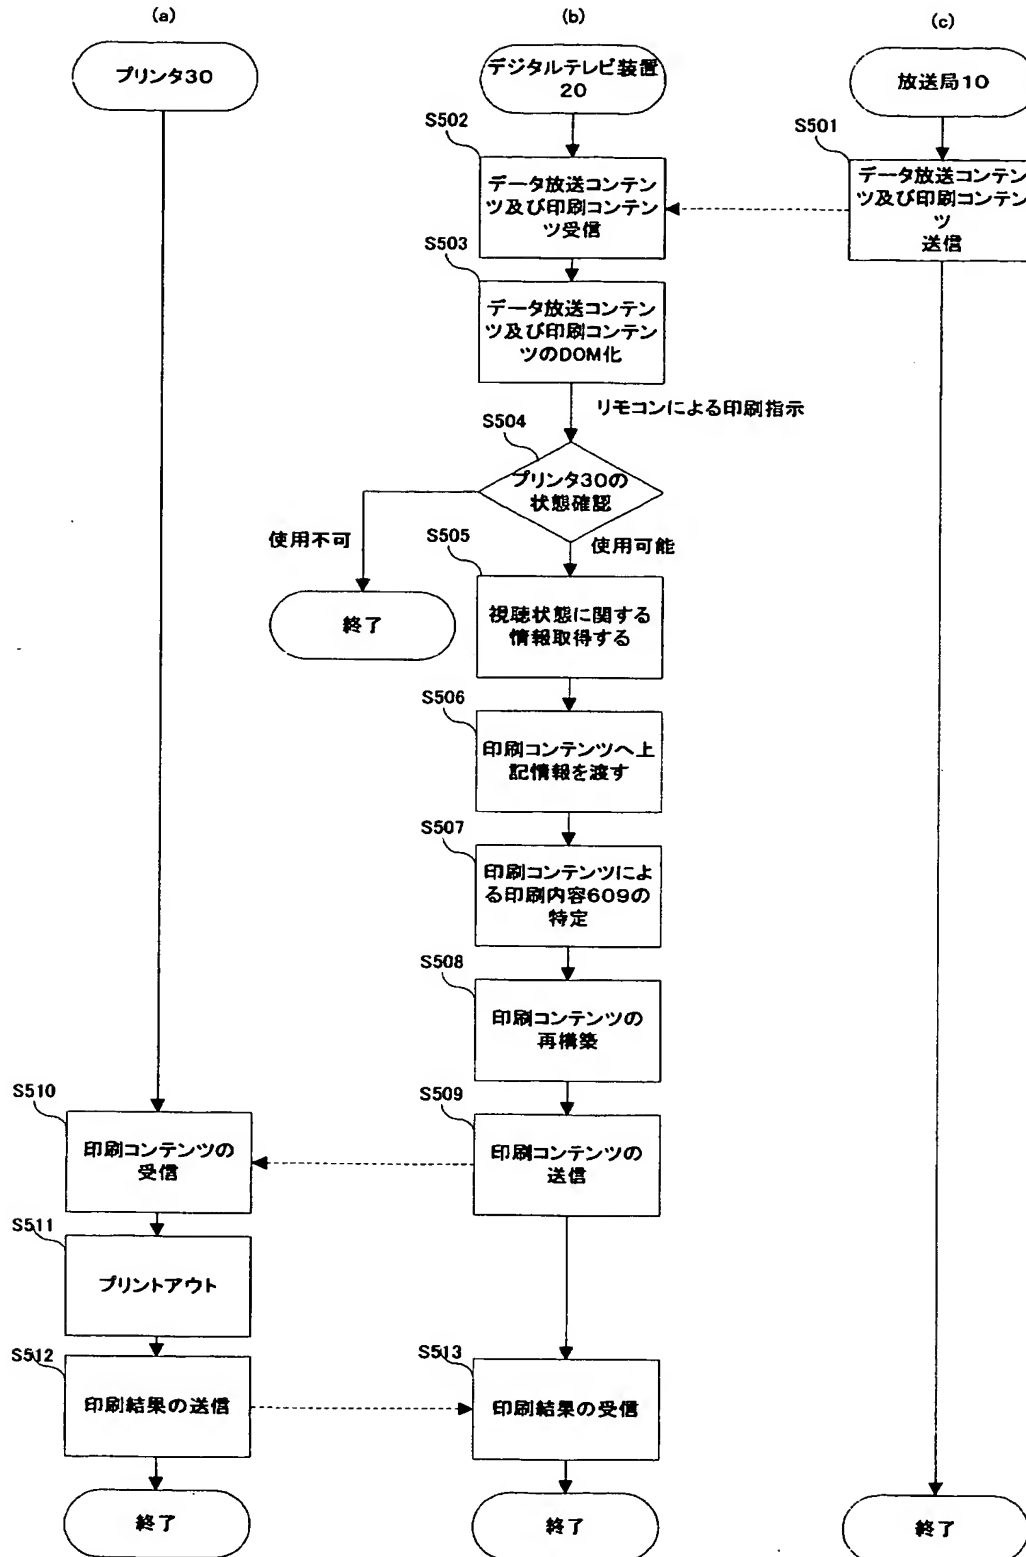 (a)
(b)
(c)
プリンタ30
デジタルテレビ装置
20
放送局10
S502
S501
データ放送コンテン
ツ及び印刷コンテン
ツ受信
データ放送コンテン
ツ及び印刷コンテン
ツ
送信
S503
データ放送コンテン
ツ及び印刷コンテン
ツのDOM化
リモコンによる印刷指示
S504
プリンタ30の
状態確認
使用不可
使用可能
S505
終了
視聴状態に関する
情報取得する
S506
印刷コンテンツへ上
記情報を渡す
S507
印刷コンテンツによ
る印刷内容609の
特定
S508
印刷コンテンツの
再構築
S510
S509
印刷コンテンツの
受信
印刷コンテンツの
送信
S511
プリントアウト
S512
S513
印刷結果の送信
印刷結果の受信
終了
終了
終了